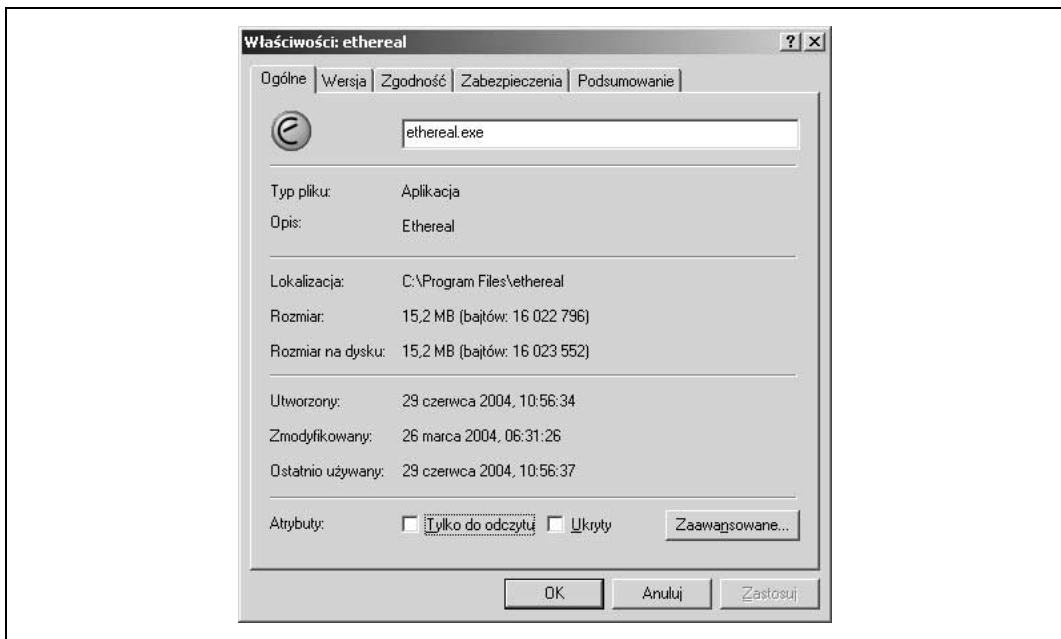 Właściwości: ethereal
Ogólne Wersja Zgodność Zabezpieczenia Podsumowanie
ethereal.exe
Typ pliku: Aplikacja
Opis: Ethereal
Lokalizacja: C:\Program Files\ethereal
Rozmiar: 15,2 MB (bajtów: 16 022 796)
Rozmiar na dysku: 15,2 MB (bajtów: 16 023 552)
Utworzony: 29 czerwca 2004, 10:56:34
Zmodyfikowany: 26 marca 2004, 06:31:26
Ostatnio używany: 29 czerwca 2004, 10:56:37
Atrybuty: Tylko do odczytu Ukryty Zaawansowane...
OK Anuluj Zastosuj